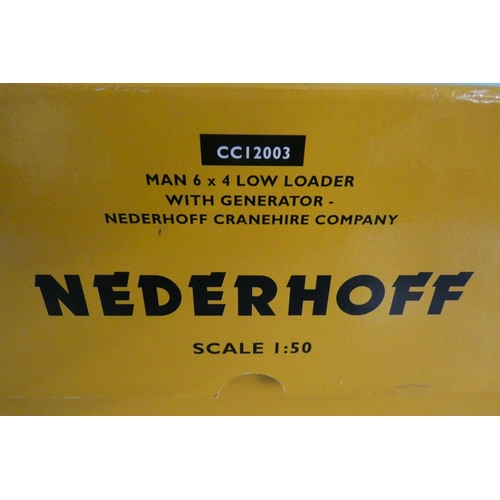 CC12003
MAN 6 x 4 LOW LOADER
WITH GENERATOR -
NEDERHOFF CRANEHIRE COMPANY
NEDERHOFF
SCALE 1:50